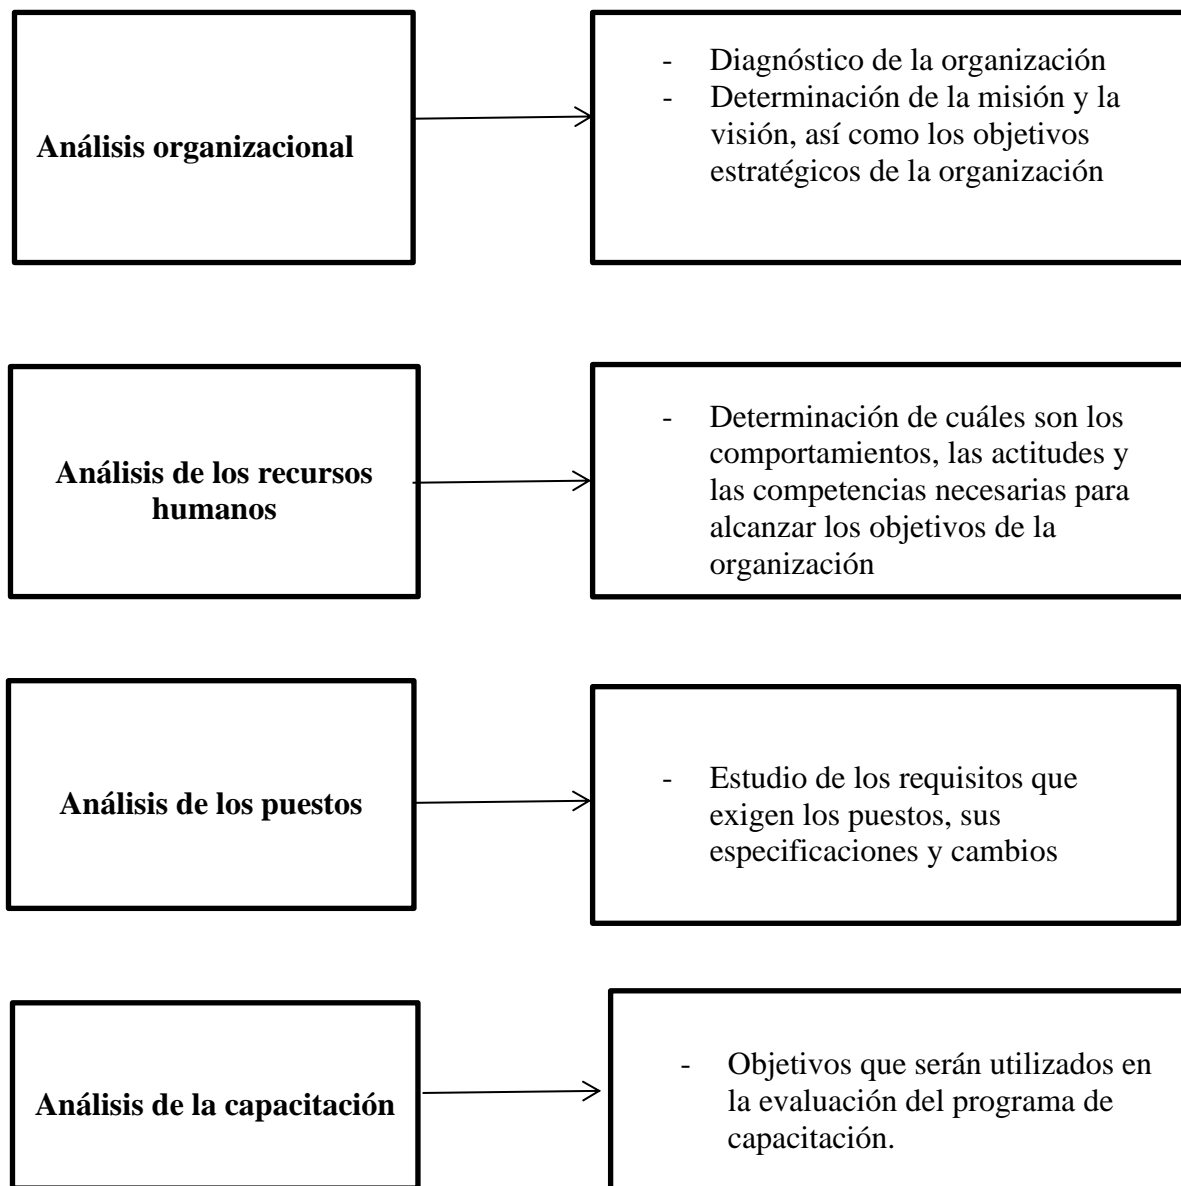 Análisis organizacional
- Diagnóstico de la organización
- Determinación de la misión y la
visión, así como los objetivos
estratégicos de la organización
Análisis de los recursos
humanos
- Determinación de cuáles son los
comportamientos, las actitudes y
las competencias necesarias para
alcanzar los objetivos de la
organización
Análisis de los puestos
- Estudio de los requisitos que
exigen los puestos, sus
especificaciones y cambios
Análisis de la capacitación
- Objetivos que serán utilizados en
la evaluación del programa de
capacitación.